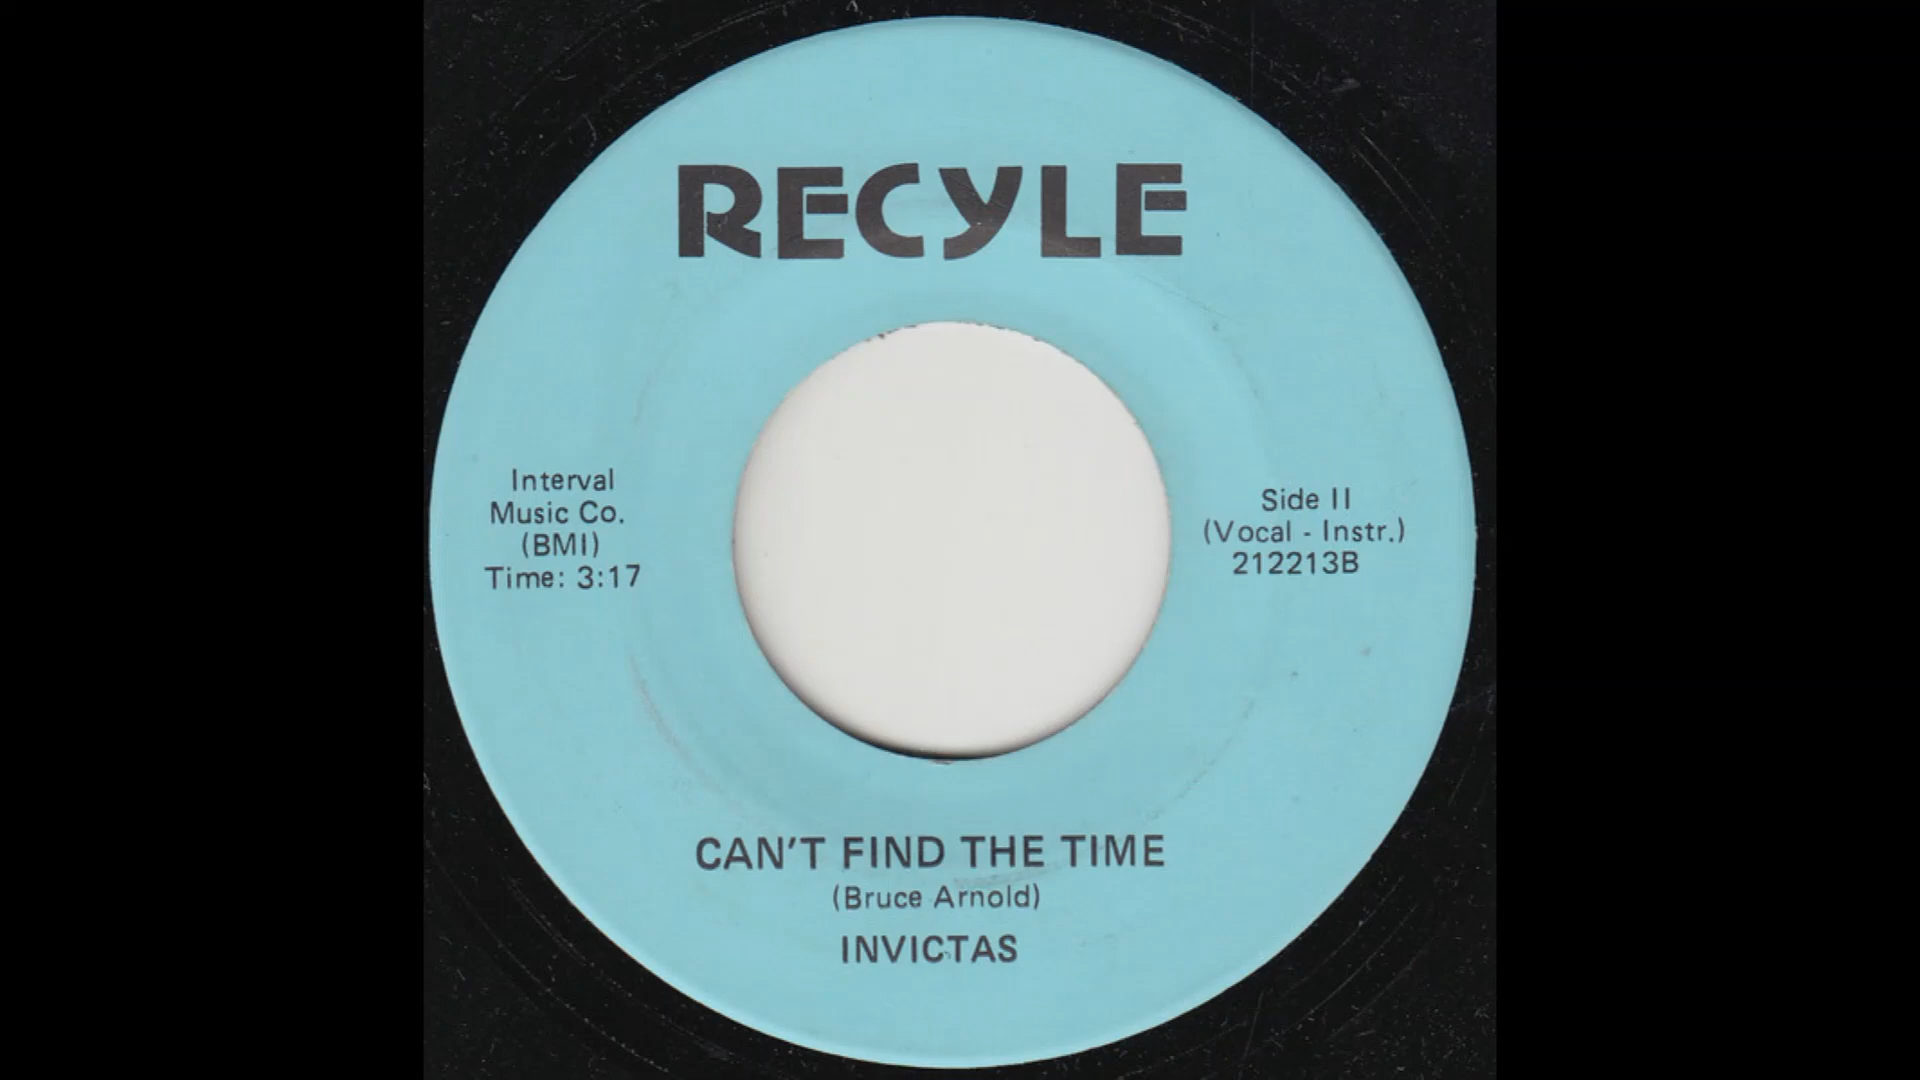 RECYLE
Interval
Music Co.
(BMI)
Time: 3:17
Side II
(Vocal - Instr.)
212213B
CAN'T FIND THE TIME
(Bruce Arnold)
INVICTAS